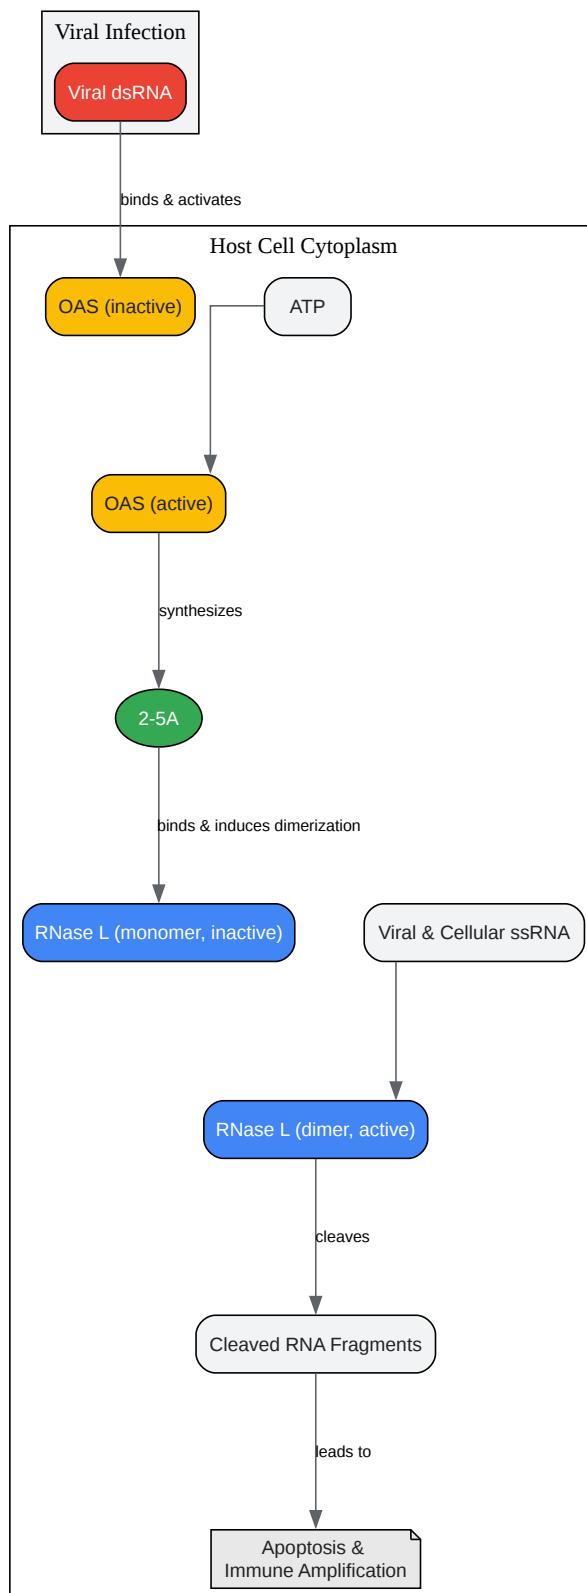 Viral Infection
Viral dsRNA
binds & activates
Host Cell Cytoplasm
OAS (inactive)
ATP
OAS (active)
synthesizes
2-5A
binds & induces dimerization
RNase L (monomer, inactive)
Viral & Cellular ssRNA
RNase L (dimer, active)
cleaves
Cleaved RNA Fragments
leads to
Apoptosis &
Immune Amplification